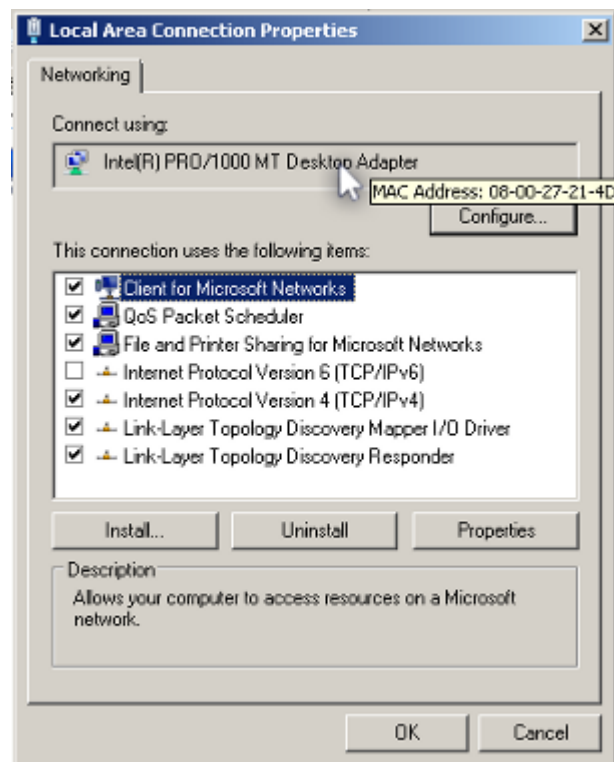 Local Area Connection Properties
Networking
Connect using:
Intel(R) PRO/1000 MT Desktop Adapter
MAC Address: 08-00-27-21-4D
Configure...
This connection uses the following items:
Client for Microsoft Networks
QoS Packet Scheduler
File and Printer Sharing for Microsoft Networks
Internet Protocol Version 6 (TCP/IPv6)
Internet Protocol Version 4 (TCP/IPv4)
Link-Layer Topology Discovery Mapper I/O Driver
Link-Layer Topology Discovery Responder
Install...
Uninstall
Properties
Description
Allows your computer to access resources on a Microsoft
network.
OK
Cancel